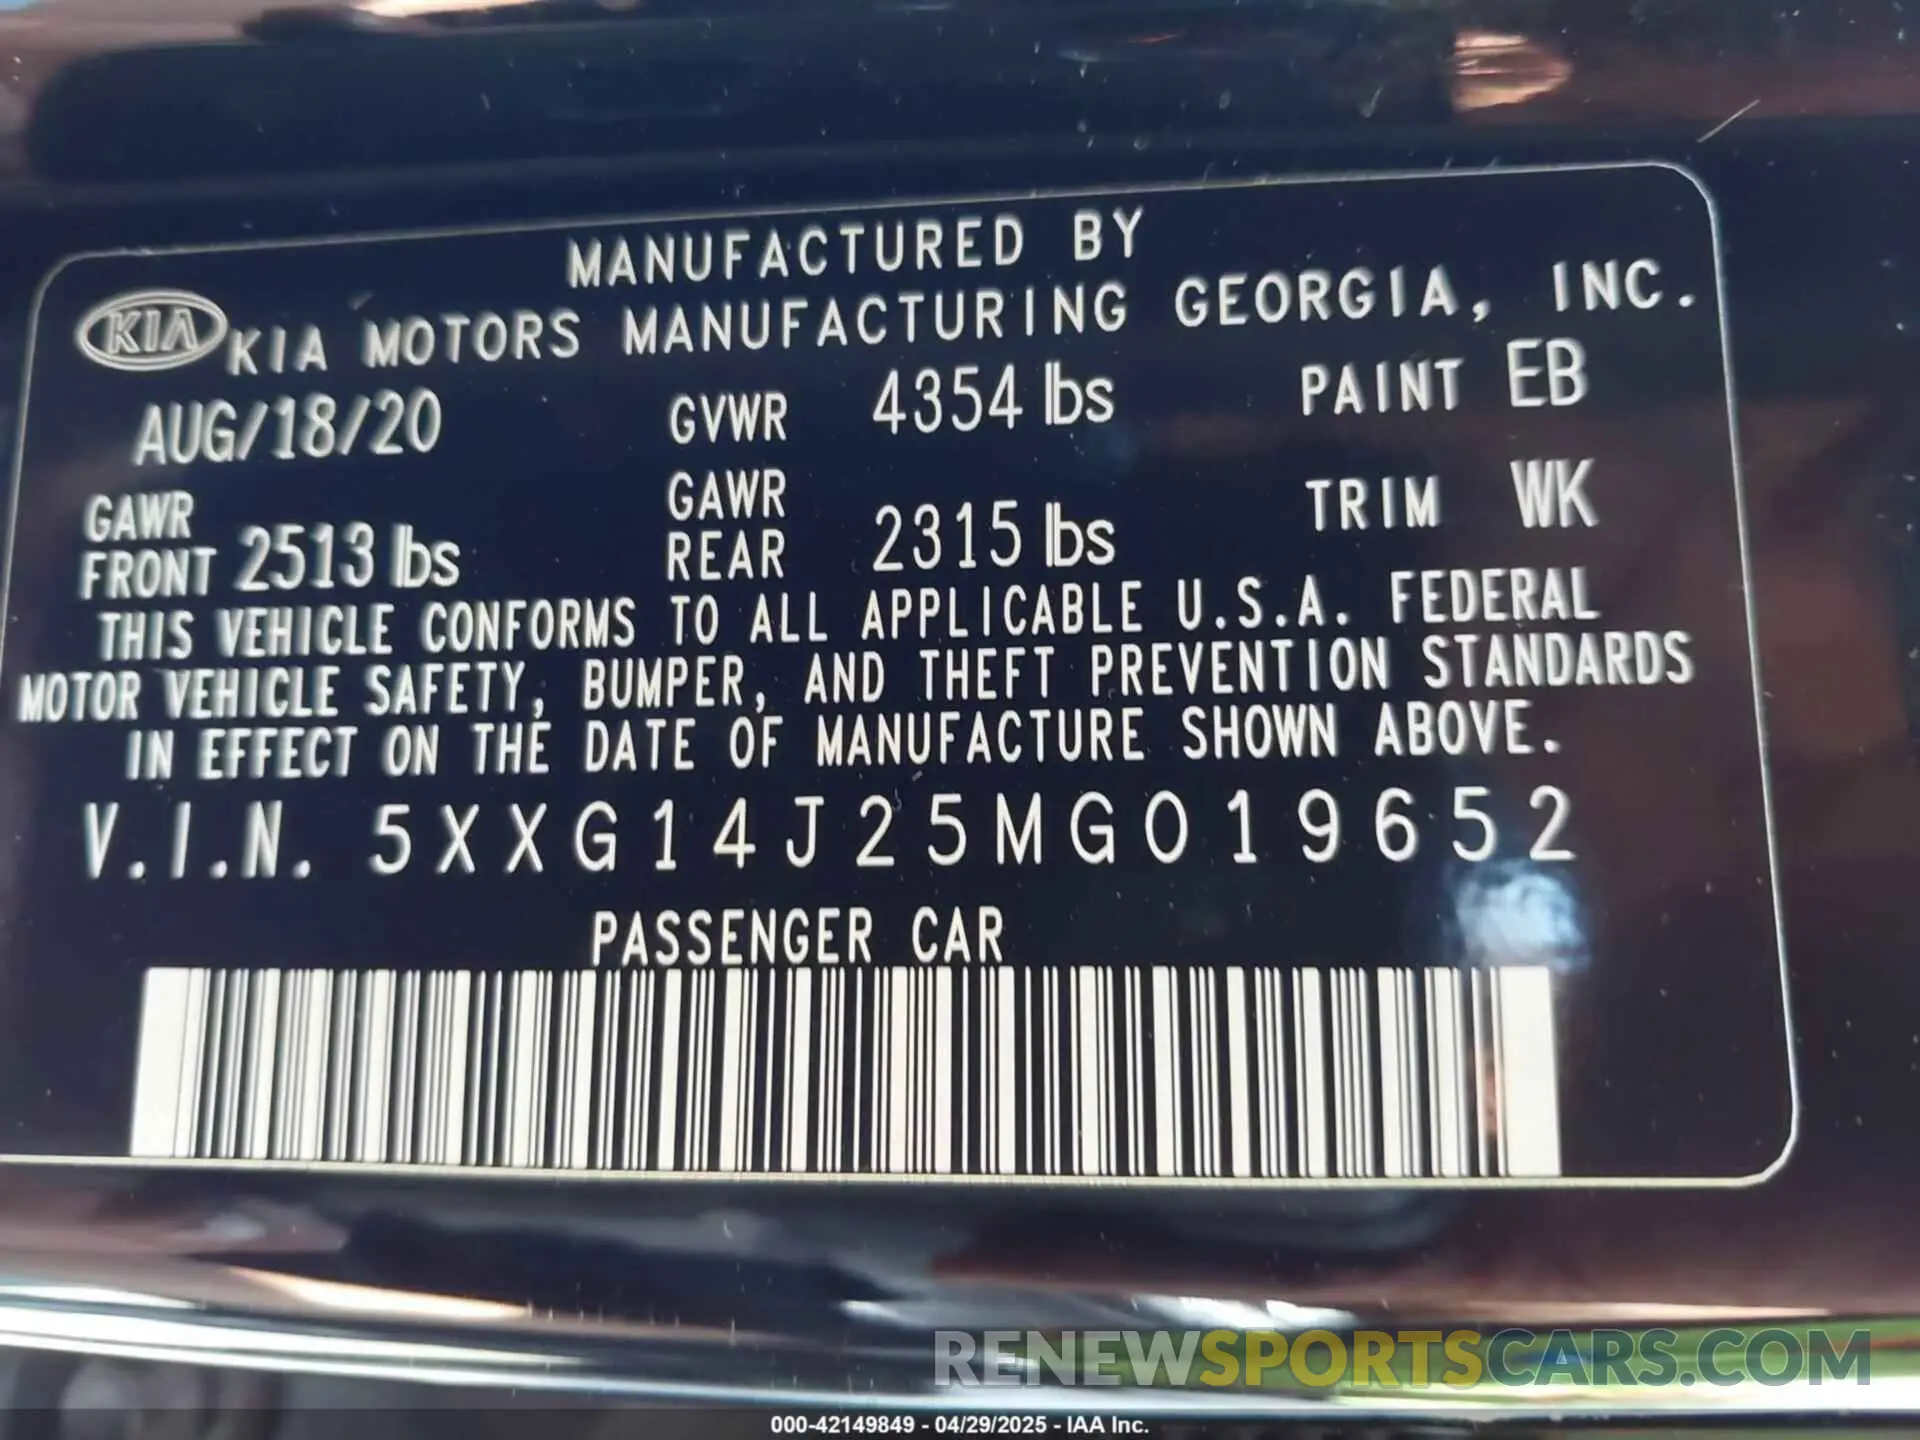 MANUFACTURED BY
KIA KIA MOTORS MANUFACTURING GEORGIA, INC.
AUG/18/20 GVWR 4354 lbs PAINT EB
GAWR FRONT 2513 lbs GAWR REAR 2315 lbs TRIM WK
THIS VEHICLE CONFORMS TO ALL APPLICABLE U.S.A. FEDERAL
MOTOR VEHICLE SAFETY, BUMPER, AND THEFT PREVENTION STANDARDS
IN EFFECT ON THE DATE OF MANUFACTURE SHOWN ABOVE.
V.I.N. 5XXG14J25MG019652
PASSENGER CAR
RENEWSPORTSCARS.COM
000-42149849 - 04/29/2025 - IAA Inc.